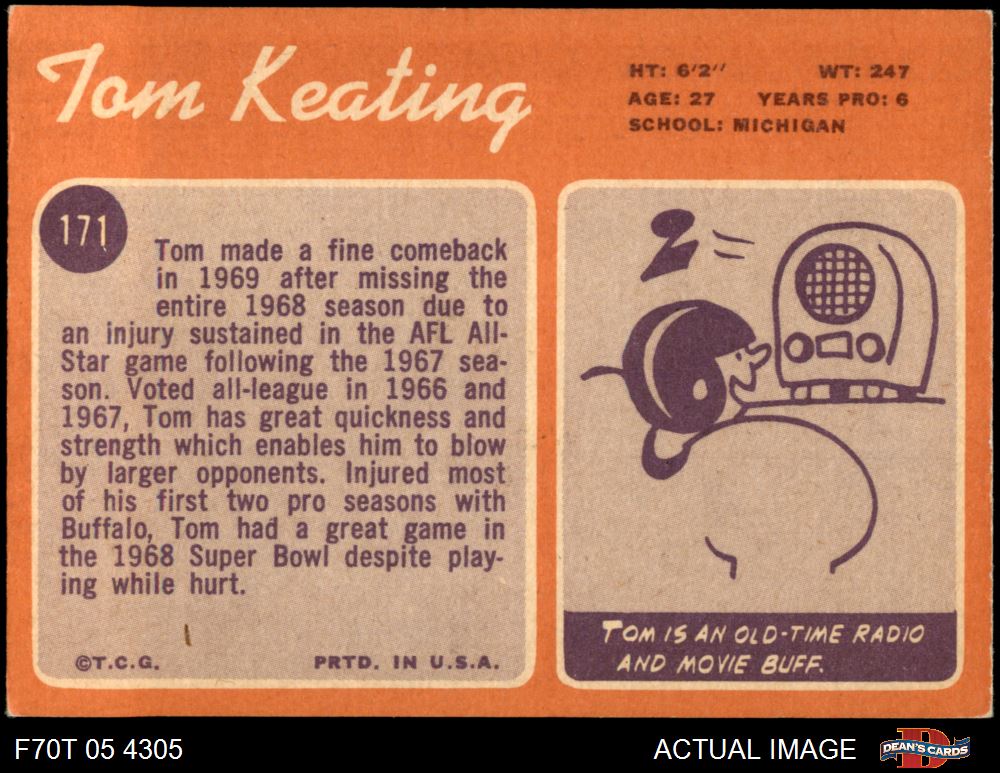 Tom Keating
HT: 6'2'' WT: 247
AGE: 27 YEARS PRO: 6
SCHOOL: MICHIGAN
171
Tom made a fine comeback
in 1969 after missing the
entire 1968 season due to
an injury sustained in the AFL All-
Star game following the 1967 sea-
son. Voted all-league in 1966 and
1967, Tom has great quickness and
strength which enables him to blow
by larger opponents. Injured most
of his first two pro seasons with
Buffalo, Tom had a great game in
the 1968 Super Bowl despite play-
ing while hurt.
©T.C.G. PRTD. IN U.S.A.
TOM IS AN OLD-TIME RADIO
AND MOVIE BUFF.
F70T 05 4305 ACTUAL IMAGE
D
DEAN'S CARDS